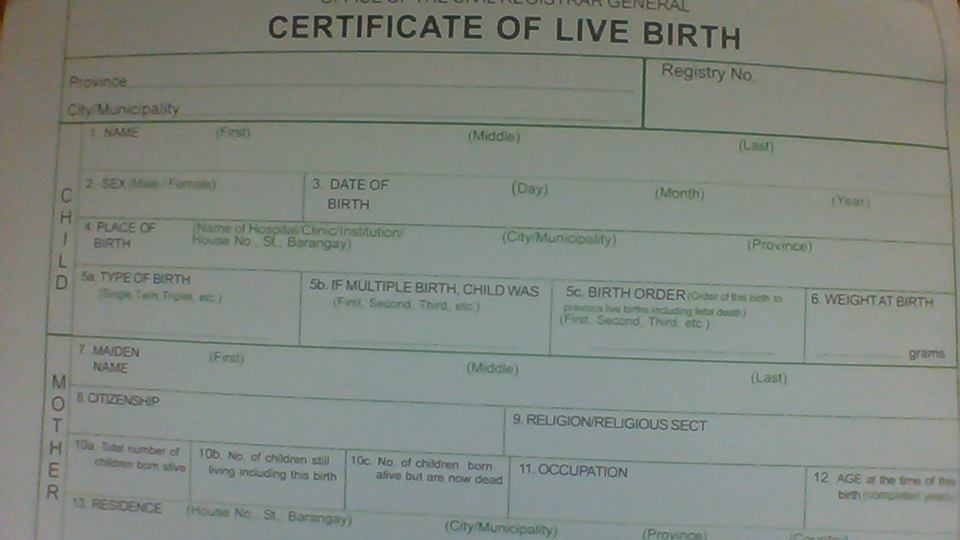 OFFICE OF THE CIVIL REGISTRAR GENERAL
CERTIFICATE OF LIVE BIRTH
Province
Registry No.
City/Municipality
CHILD
1. NAME (First) (Middle) (Last)
2. SEX (Male / Female)
3. DATE OF BIRTH (Day) (Month) (Year)
4. PLACE OF BIRTH
(Name of Hospital/Clinic/Institution/
House No., St., Barangay) (City/Municipality) (Province)
5a. TYPE OF BIRTH
(Single, Twin, Triplet, etc.)
5b. IF MULTIPLE BIRTH, CHILD WAS
(First, Second, Third, etc.)
5c. BIRTH ORDER (Order of this birth to
previous live births including fetal death)
(First, Second, Third, etc.)
6. WEIGHT AT BIRTH
grams
MOTHER
7. MAIDEN NAME (First) (Middle) (Last)
8. CITIZENSHIP
9. RELIGION/RELIGIOUS SECT
10a. Total number of
children born alive
10b. No. of children still
living including this birth
10c. No. of children born
alive but are now dead
11. OCCUPATION
12. AGE at the time of this
birth (completed years)
13. RESIDENCE (House No., St., Barangay) (City/Municipality) (Province) (Country)